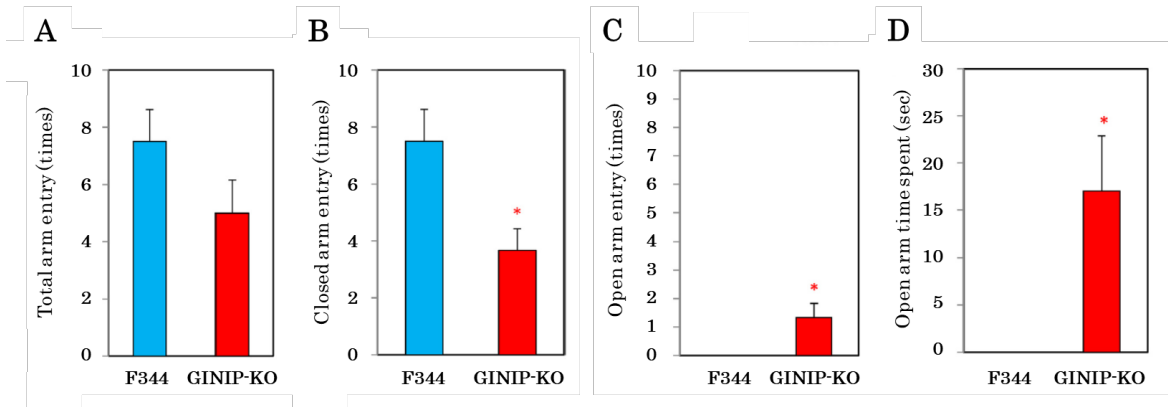 A
Total arm entry (times)
10
8
6
4
2
0
F344 GINIP-KO
B
Closed arm entry (times)
10
8
6
4
2
0
*
F344 GINIP-KO
C
Open arm entry (times)
10
9
8
7
6
5
4
3
2
1
0
*
F344 GINIP-KO
D
Open arm time spent (sec)
30
25
20
15
10
5
0
*
F344 GINIP-KO